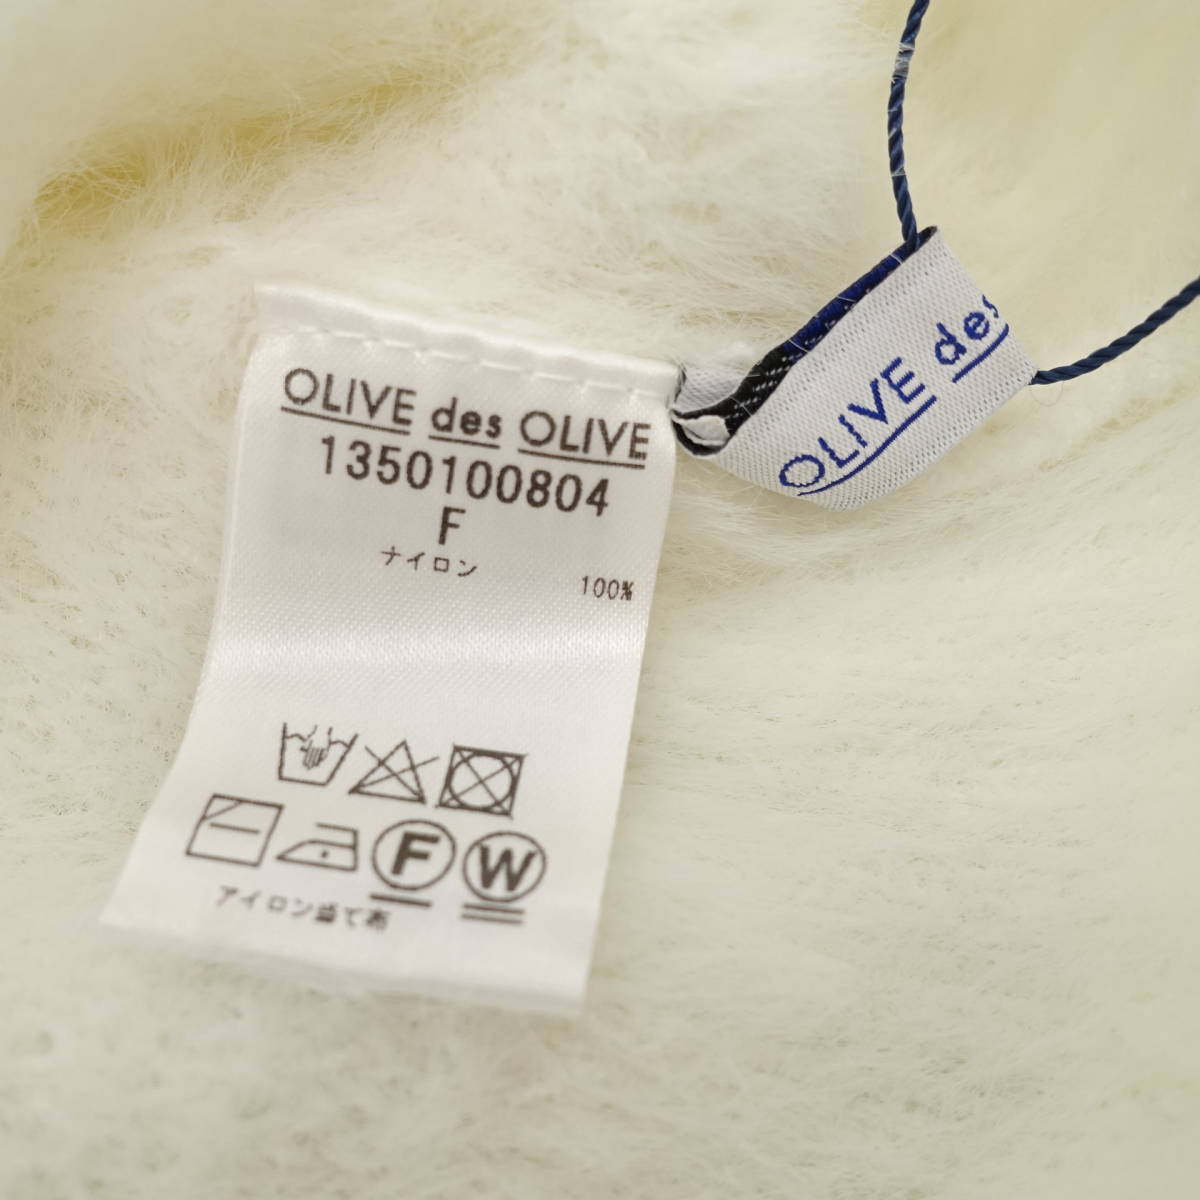 OLIVE des OLIVE
1350100804
F
ナイロン 100%
F W
アイロン当て布
OLIVE des